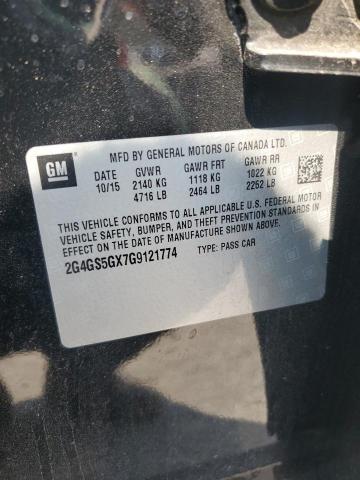 GM
MFD BY GENERAL MOTORS OF CANADA LTD.
DATE GVWR GAWR FRT GAWR RR
10/15 2140 KG 1118 KG 1022 KG
4716 LB 2464 LB 2252 LB
THIS VEHICLE CONFORMS TO ALL APPLICABLE U.S. FEDERAL MOTOR
VEHICLE SAFETY, BUMPER, AND THEFT PREVENTION STANDARDS IN
EFFECT ON THE DATE OF MANUFACTURE SHOWN ABOVE.
2G4GS5GX7G9121774 TYPE: PASS CAR